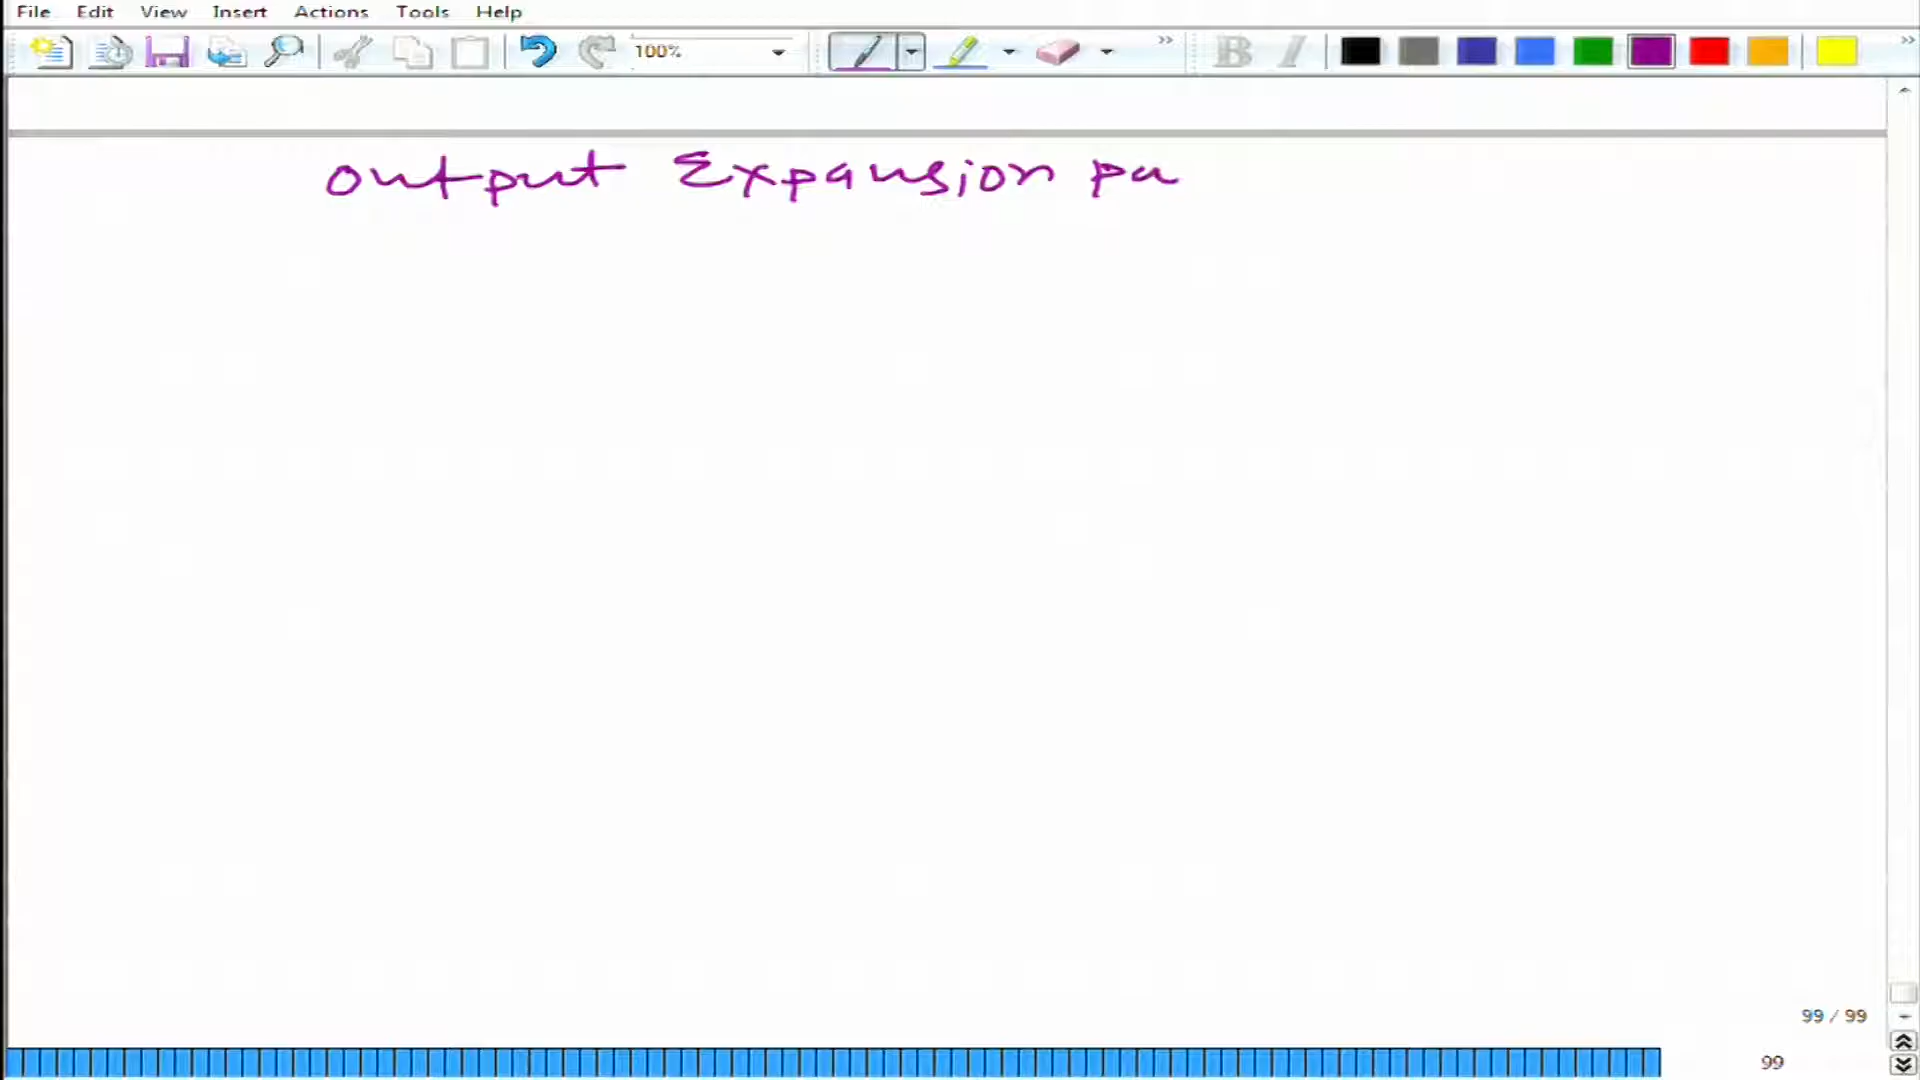 File Edit View Insert Actions Tools Help
100% » B I »
output Expansion pa
99 / 99
99